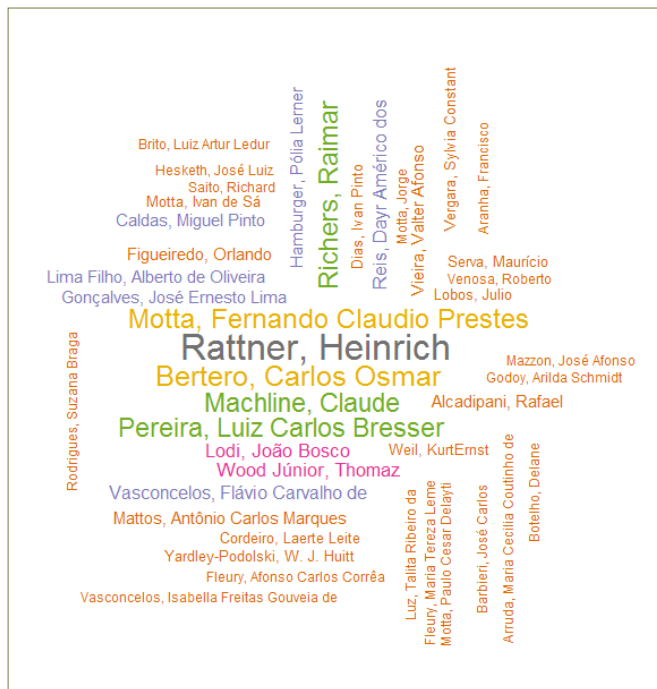 Brito, Luiz Artur Ledur
Hesketh, José Luiz
Saito, Richard
Motta, Ivan de Sá
Caldas, Miguel Pinto
Hamburger, Pólia Lerner
Richers, Raimar
Dias, Ivan Pinto
Reis, Dayr Américo dos
Motta, Jorge
Vieira, Valter Afonso
Vergara, Sylvia Constant
Aranha, Francisco
Figueiredo, Orlando
Lima Filho, Alberto de Oliveira
Gonçalves, José Ernesto Lima
Serva, Maurício
Venosa, Roberto
Lobos, Julio
Motta, Fernando Claudio Prestes
Rattner, Heinrich
Bertero, Carlos Osmar
Mazzon, José Afonso
Godoy, Arilda Schmidt
Machline, Claude
Alcadipani, Rafael
Pereira, Luiz Carlos Bresser
Rodrigues, Suzana Braga
Lodi, João Bosco
Weil, KurtErnst
Wood Júnior, Thomaz
Vasconcelos, Flávio Carvalho de
Mattos, Antônio Carlos Marques
Cordeiro, Laerte Leite
Yardley-Podolski, W. J. Huitt
Fleury, Afonso Carlos Corrêa
Vasconcelos, Isabella Freitas Gouveia de
Luz, Talita Ribeiro da
Fleury, Maria Tereza Leme
Motta, Paulo Cesar Delayti
Barbieri, José Carlos
Arruda, Maria Cecilia Coutinho de
Botelho, Delane